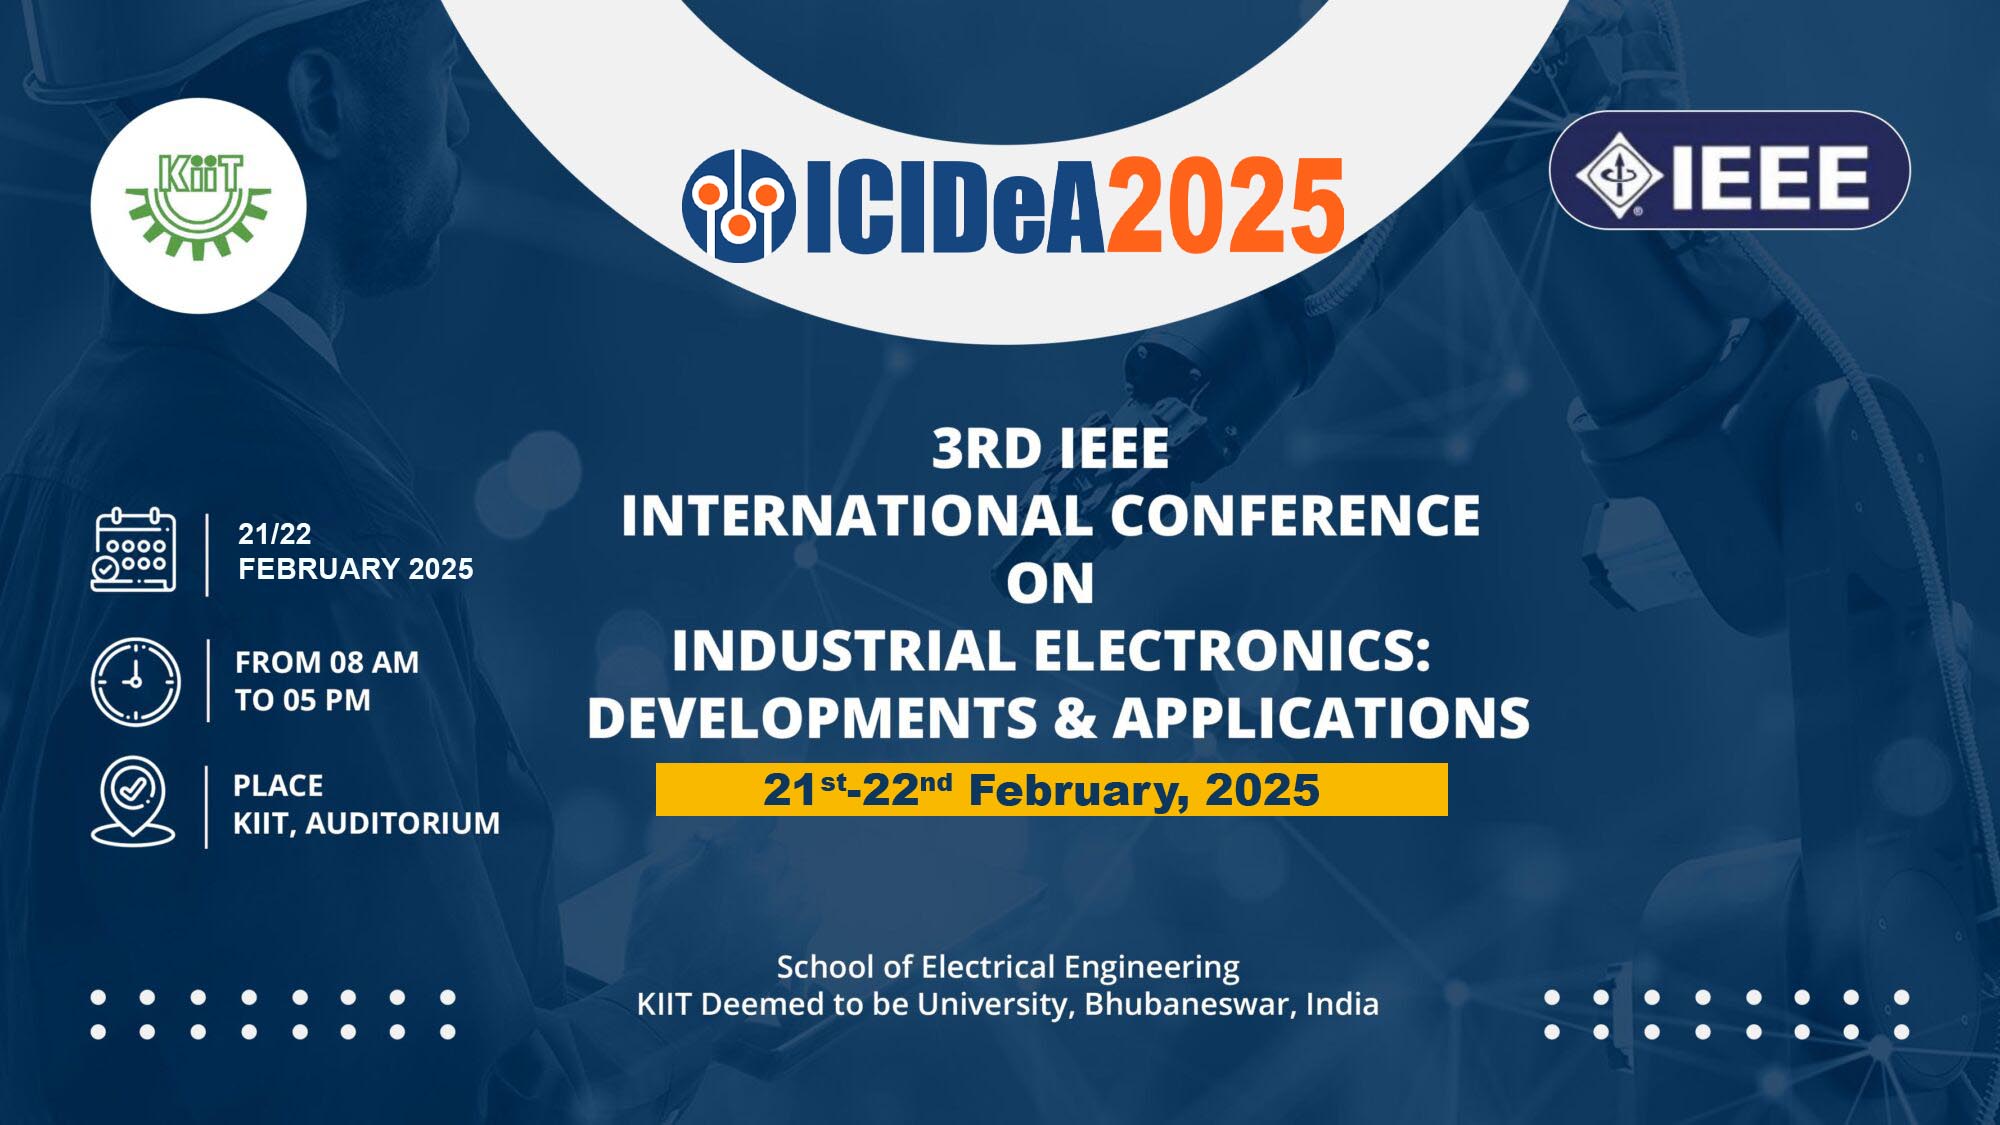 KiiT
ICIDeA2025
IEEE
3RD IEEE
INTERNATIONAL CONFERENCE
ON
INDUSTRIAL ELECTRONICS:
DEVELOPMENTS & APPLICATIONS
21st-22nd February, 2025
21/22
FEBRUARY 2025
FROM 08 AM
TO 05 PM
PLACE
KIIT, AUDITORIUM
School of Electrical Engineering
KIIT Deemed to be University, Bhubaneswar, India